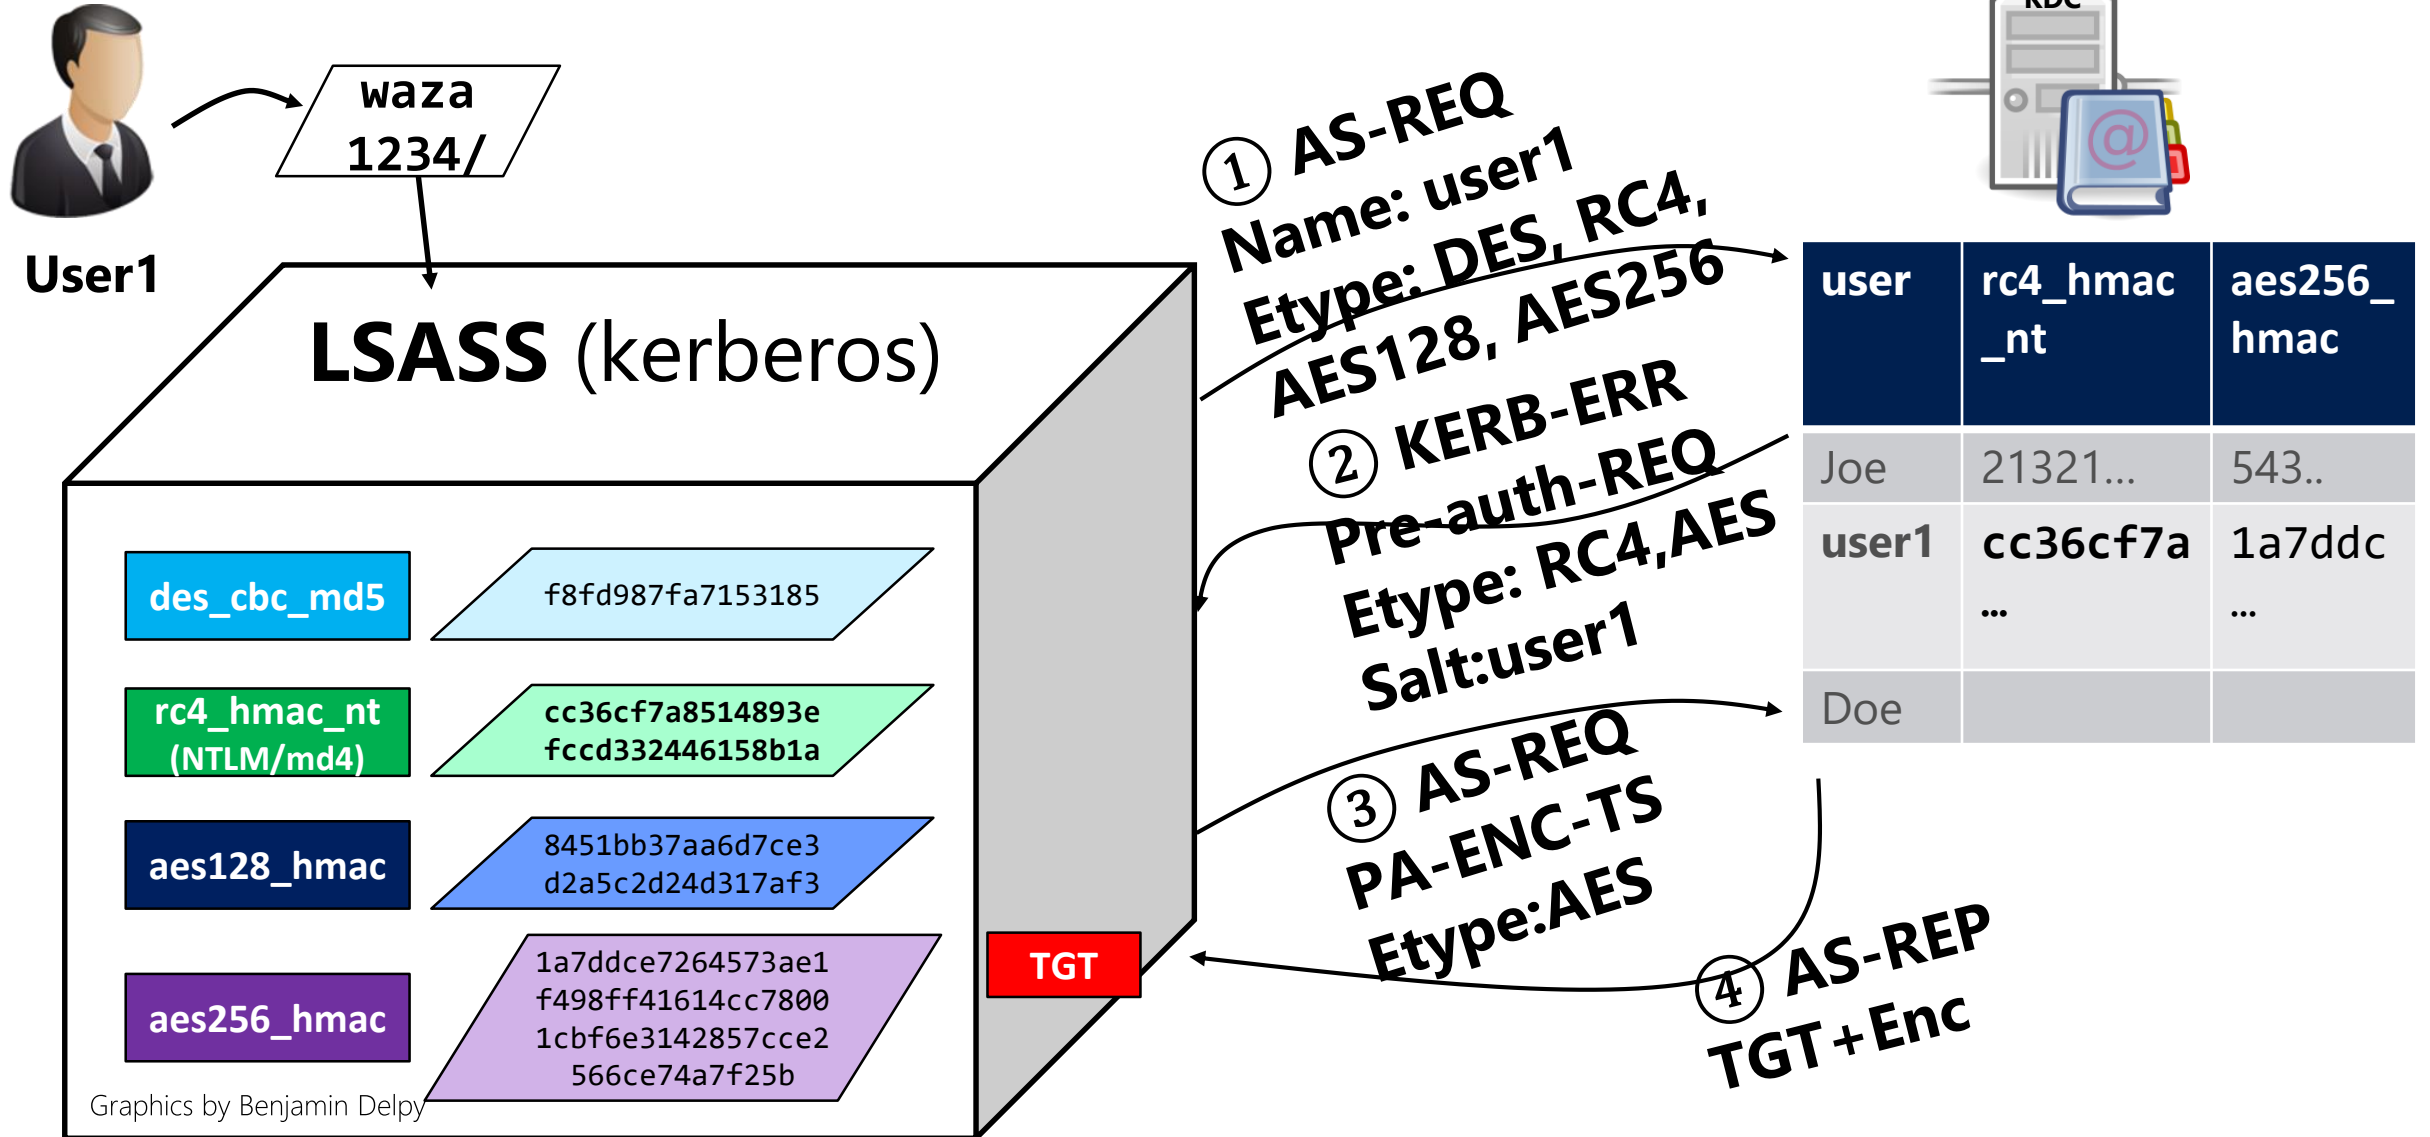 waza
1234/
User1
LSASS (kerberos)
des_cbc_md5
f8fd987fa7153185
rc4_hmac_nt
(NTLM/md4)
cc36cf7a8514893e
fccd332446158b1a
aes128_hmac
8451bb37aa6d7ce3
d2a5c2d24d317af3
aes256_hmac
1a7ddce7264573ae1
f498ff41614cc7800
1cbf6e3142857cce2
566ce74a7f25b
Graphics by Benjamin Delpy
TGT
① AS-REQ
Name: user1
Etype: DES, RC4,
AES128, AES256
② KERB-ERR
Pre-auth-REQ
Etype: RC4,AES
Salt:user1
③ AS-REQ
PA-ENC-TS
Etype:AES
④ AS-REP
TGT+Enc
KDC
@
user rc4_hmac aes256_
_nt hmac
Joe 21321... 543..
user1 cc36cf7a 1a7ddc
... ...
Doe